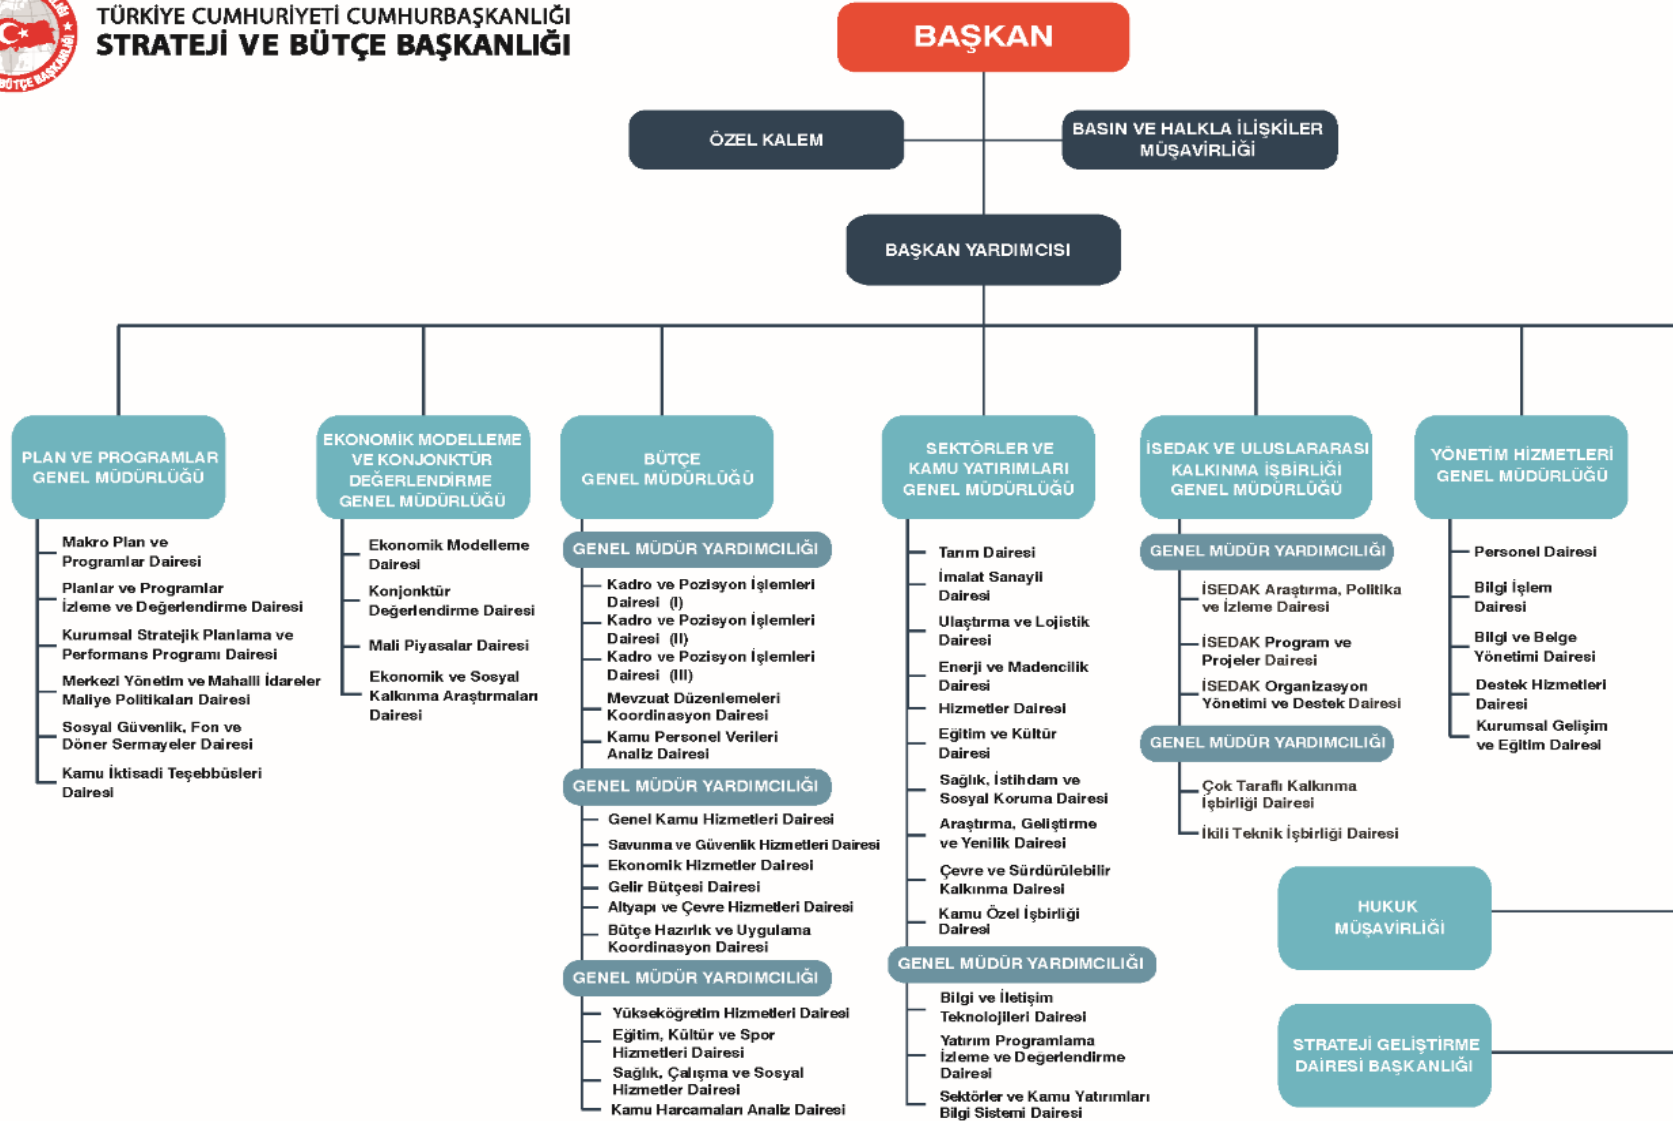 TÜRKİYE CUMHURİYETİ CUMHURBAŞKANLIĞI
STRATEJİ VE BÜTÇE BAŞKANLIĞI
BÜTÇE BAŞKANLIĞI
BAŞKAN
ÖZEL KALEM
BASIN VE HALKLA İLİŞKİLER
MÜŞAVİRLİĞİ
BAŞKAN YARDIMCISI
PLAN VE PROGRAMLAR
GENEL MÜDÜRLÜĞÜ
Makro Plan ve
Programlar Dairesi
Planlar ve Programlar
İzleme ve Değerlendirme Dairesi
Kurumsal Stratejik Planlama ve
Performans Programı Dairesi
Merkezi Yönetim ve Mahalli İdareler
Maliye Politikaları Dairesi
Sosyal Güvenlik, Fon ve
Döner Sermayeler Dairesi
Kamu İktisadi Teşebbüsleri
Dairesi
EKONOMİK MODELLEME
VE KONJONKTÜR
DEĞERLENDİRME
GENEL MÜDÜRLÜĞÜ
Ekonomik Modelleme
Dairesi
Konjonktür
Değerlendirme Dairesi
Mali Piyasalar Dairesi
Ekonomik ve Sosyal
Kalkınma Araştırmaları
Dairesi
BÜTÇE
GENEL MÜDÜRLÜĞÜ
GENEL MÜDÜR YARDIMCILIĞI
Kadro ve Pozisyon İşlemleri
Dairesi (I)
Kadro ve Pozisyon İşlemleri
Dairesi (II)
Kadro ve Pozisyon İşlemleri
Dairesi (III)
Mevzuat Düzenlemeleri
Koordinasyon Dairesi
Kamu Personel Verileri
Analiz Dairesi
GENEL MÜDÜR YARDIMCILIĞI
Genel Kamu Hizmetleri Dairesi
Savunma ve Güvenlik Hizmetleri Dairesi
Ekonomik Hizmetler Dairesi
Gelir Bütçesi Dairesi
Altyapı ve Çevre Hizmetleri Dairesi
Bütçe Hazırlık ve Uygulama
Koordinasyon Dairesi
GENEL MÜDÜR YARDIMCILIĞI
Yükseköğretim Hizmetleri Dairesi
Eğitim, Kültür ve Spor
Hizmetleri Dairesi
Sağlık, Çalışma ve Sosyal
Hizmetler Dairesi
Kamu Harcamaları Analiz Dairesi
SEKTÖRLER VE
KAMU YATIRIMLARI
GENEL MÜDÜRLÜĞÜ
Tarım Dairesi
İmalat Sanayii
Dairesi
Ulaştırma ve Lojistik
Dairesi
Enerji ve Madencilik
Dairesi
Hizmetler Dairesi
Eğitim ve Kültür
Dairesi
Sağlık, İstihdam ve
Sosyal Koruma Dairesi
Araştırma, Geliştirme
ve Yenilik Dairesi
Çevre ve Sürdürülebilir
Kalkınma Dairesi
Kamu Özel İşbirliği
Dairesi
GENEL MÜDÜR YARDIMCILIĞI
Bilgi ve İletişim
Teknolojileri Dairesi
Yatırım Programlama
İzleme ve Değerlendirme
Dairesi
Sektörler ve Kamu Yatırımları
Bilgi Sistemi Dairesi
İSEDAK VE ULUSLARARASI
KALKINMA İŞBİRLİĞİ
GENEL MÜDÜRLÜĞÜ
GENEL MÜDÜR YARDIMCILIĞI
İSEDAK Araştırma, Politika
ve İzleme Dairesi
İSEDAK Program ve
Projeler Dairesi
İSEDAK Organizasyon
Yönetimi ve Destek Dairesi
GENEL MÜDÜR YARDIMCILIĞI
Çok Taraflı Kalkınma
İşbirliği Dairesi
İkili Teknik İşbirliği Dairesi
YÖNETİM HİZMETLERİ
GENEL MÜDÜRLÜĞÜ
Personel Dairesi
Bilgi İşlem
Dairesi
Bilgi ve Belge
Yönetimi Dairesi
Destek Hizmetleri
Dairesi
Kurumsal Gelişim
ve Eğitim Dairesi
HUKUK
MÜŞAVİRLİĞİ
STRATEJİ GELİŞTİRME
DAİRESİ BAŞKANLIĞI